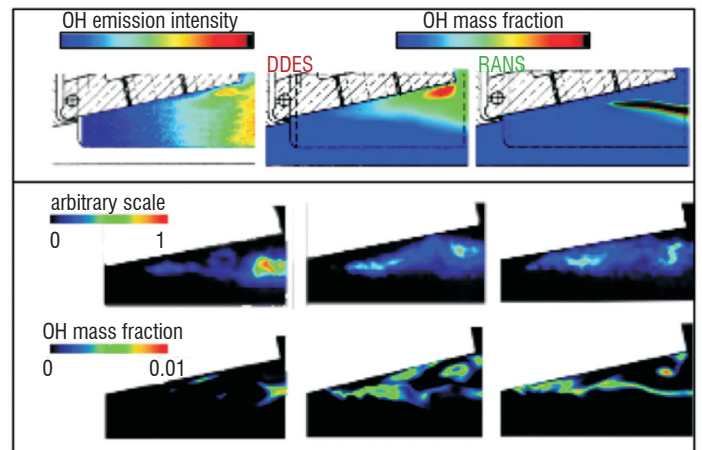 OH emission intensity
OH mass fraction
DDES
RANS
arbitrary scale
0 1
OH mass fraction
0 0.01